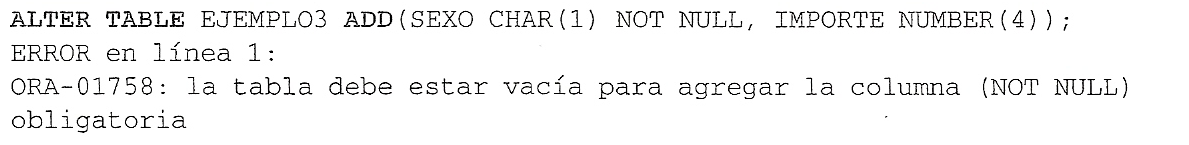 ALTER TABLE EJEMPLO3 ADD(SEXO CHAR(1) NOT NULL, IMPORTE NUMBER(4));
ERROR en línea 1:
ORA-01758: la tabla debe estar vacía para agregar la columna (NOT NULL)
obligatoria